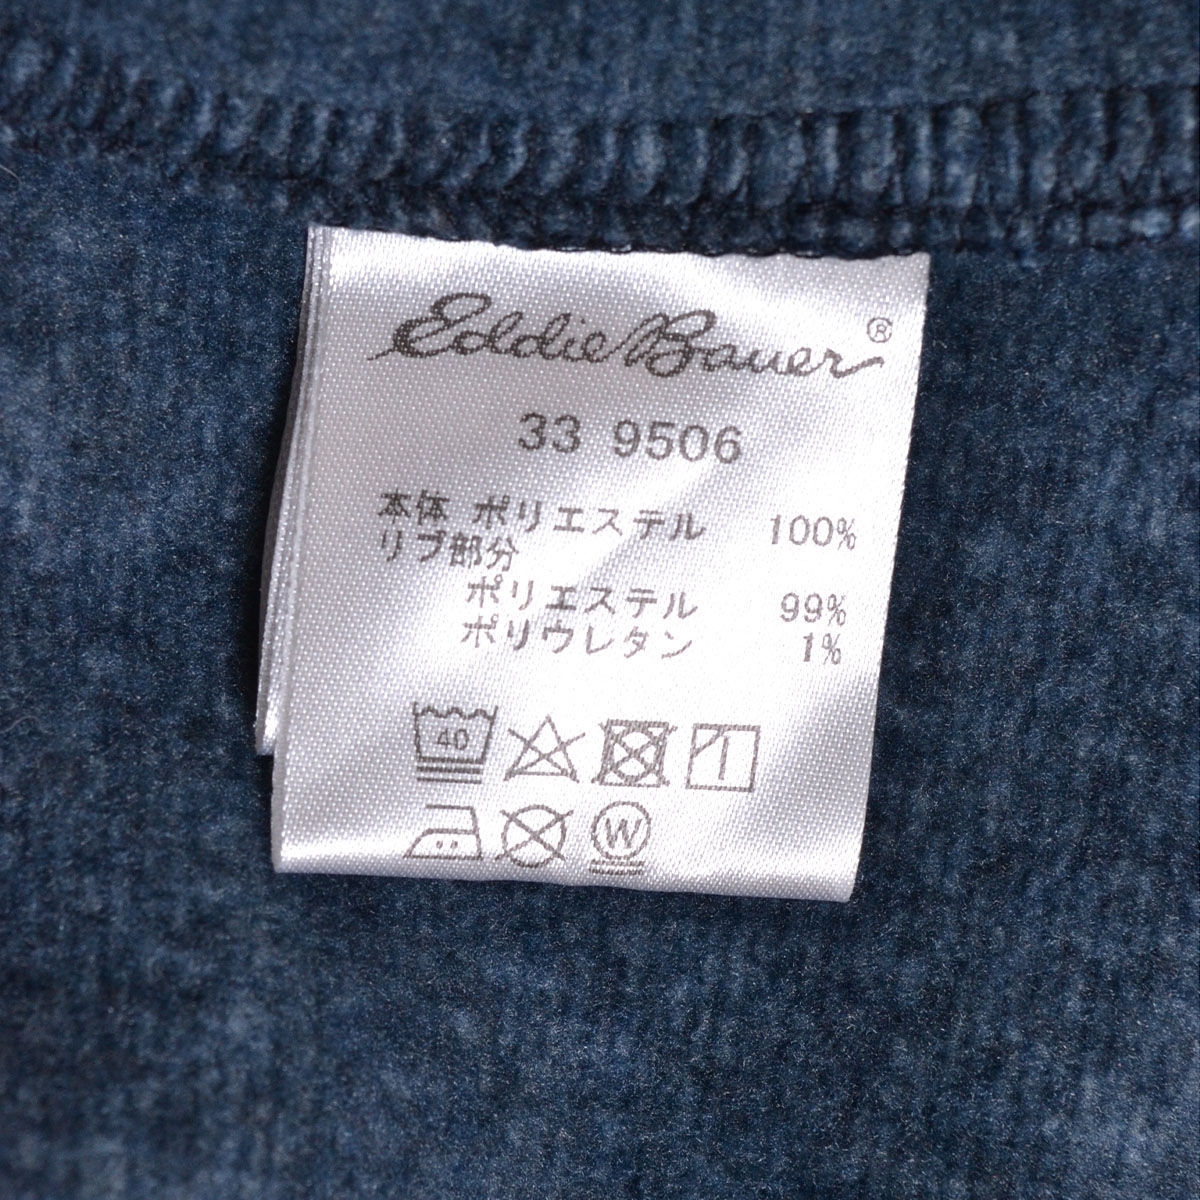 Eddie Bauer®
33 9506
本体 ポリエステル 100%
リブ部分
ポリエステル 99%
ポリウレタン 1%
40
W